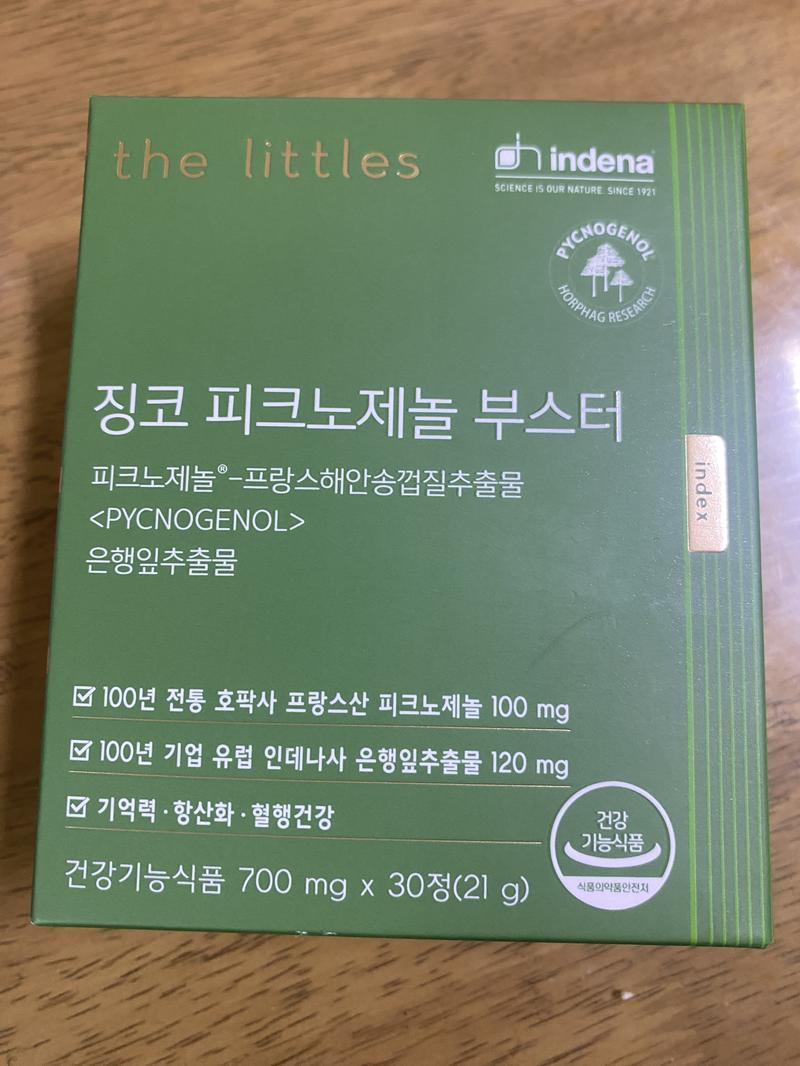 the littles
indena
SCIENCE IS OUR NATURE. SINCE 1921
PYCNOGENOL®
HORPHAG RESEARCH
징코 피크노제놀 부스터
피크노제놀®-프랑스해안송껍질추출물
<PYCNOGENOL>
은행잎추출물
index
☑ 100년 전통 호팍사 프랑스산 피크노제놀 100 mg
☑ 100년 기업 유럽 인데나사 은행잎추출물 120 mg
☑ 기억력·항산화·혈행건강
건강
기능식품
식품의약품안전처
건강기능식품 700 mg x 30정(21 g)